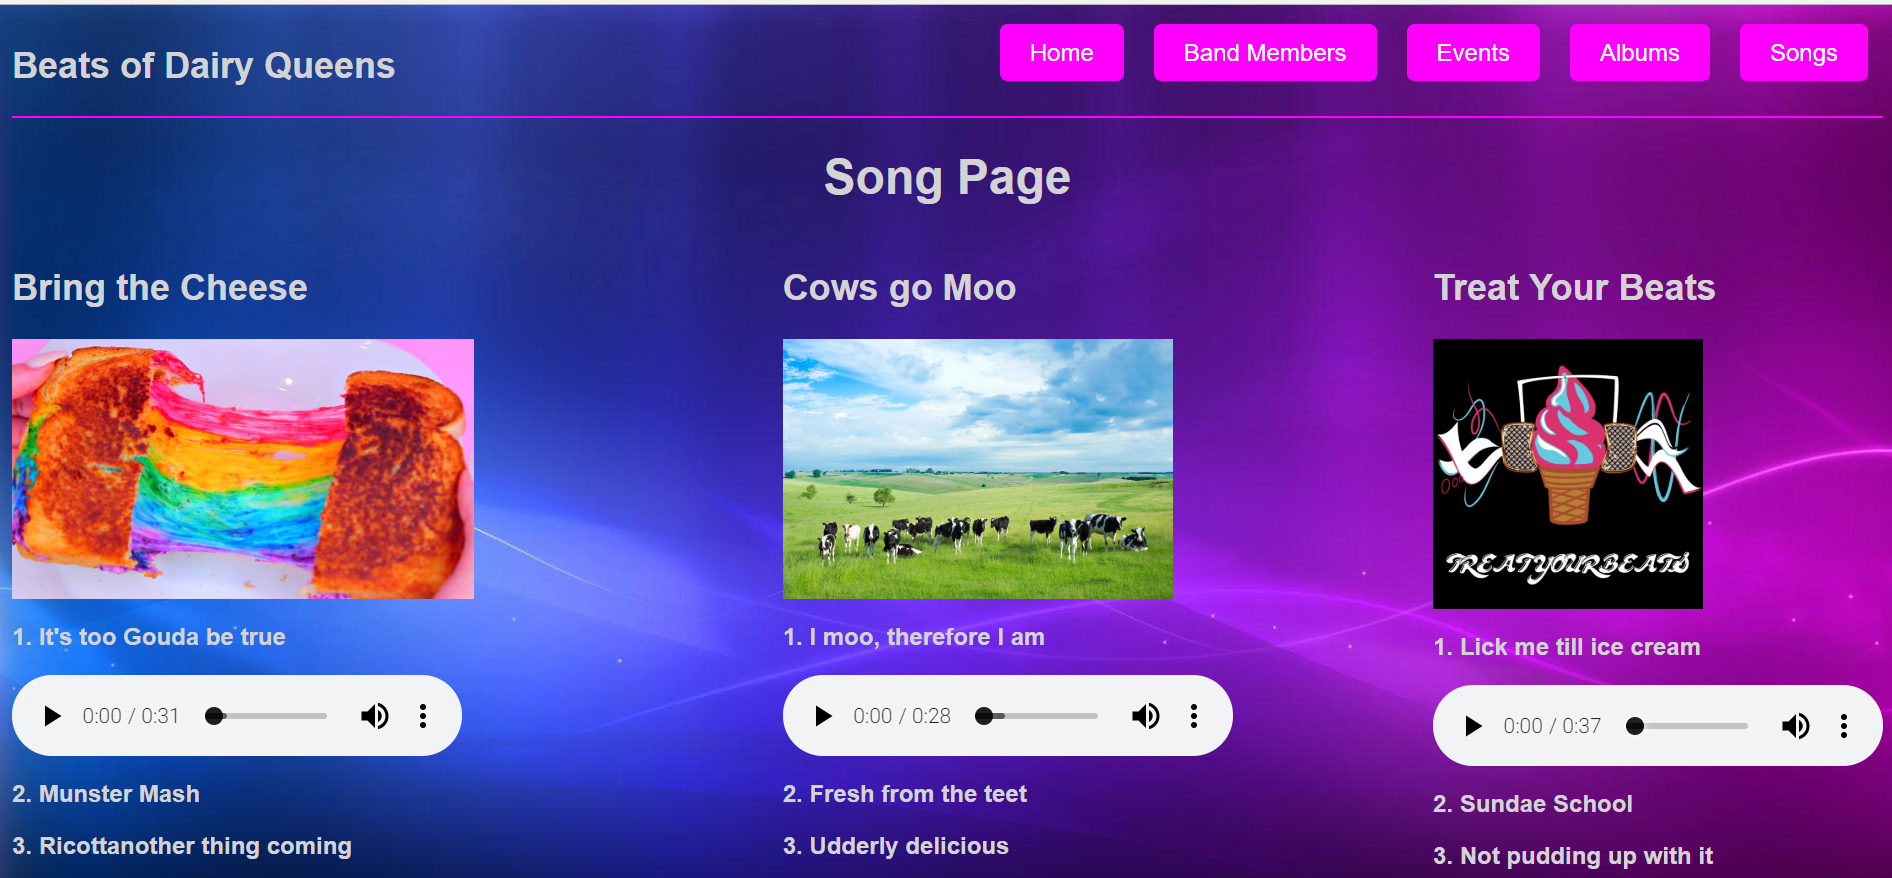 Beats of Dairy Queens
Home
Band Members
Events
Albums
Songs
Song Page
Bring the Cheese
1. It's too Gouda be true
0:00 / 0:31
2. Munster Mash
3. Ricottanother thing coming
Cows go Moo
1. I moo, therefore I am
0:00 / 0:28
2. Fresh from the teet
3. Udderly delicious
Treat Your Beats
TREATYOURBEATS
1. Lick me till ice cream
0:00 / 0:37
2. Sundae School
3. Not pudding up with it